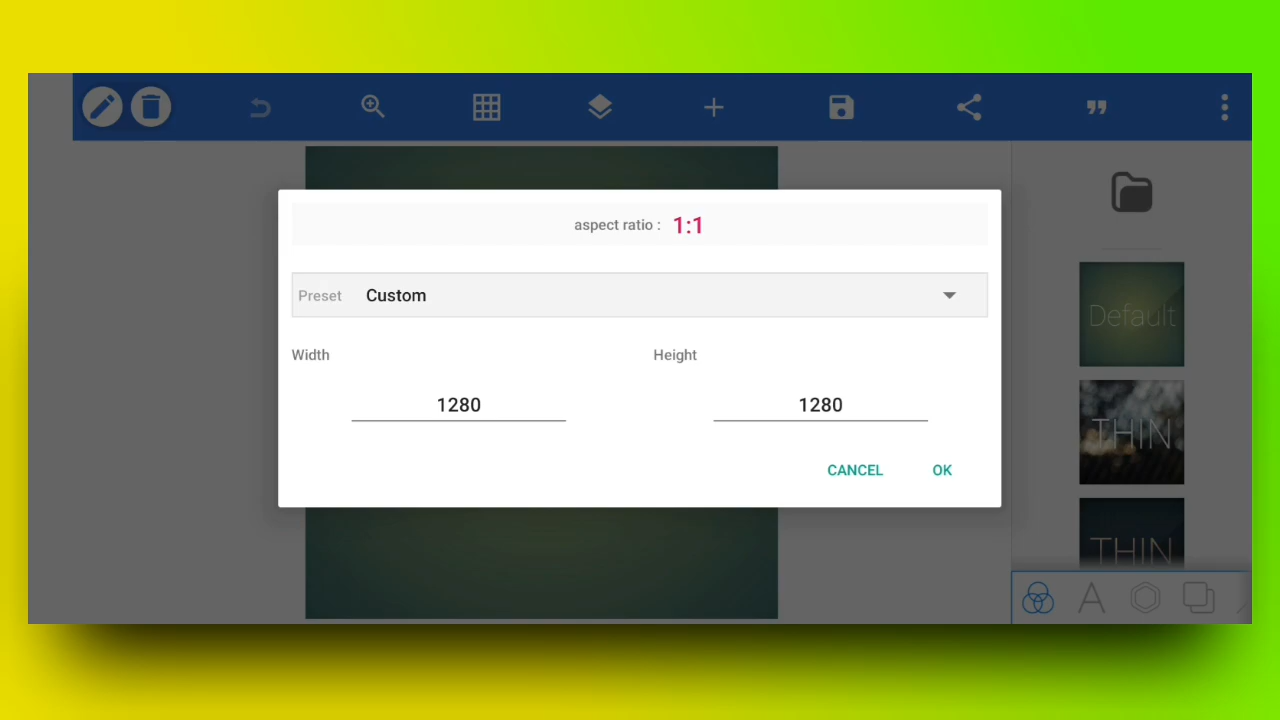 aspect ratio : 1:1
Preset Custom
Width Height
1280 1280
CANCEL OK
Default
THIN
THIN
A